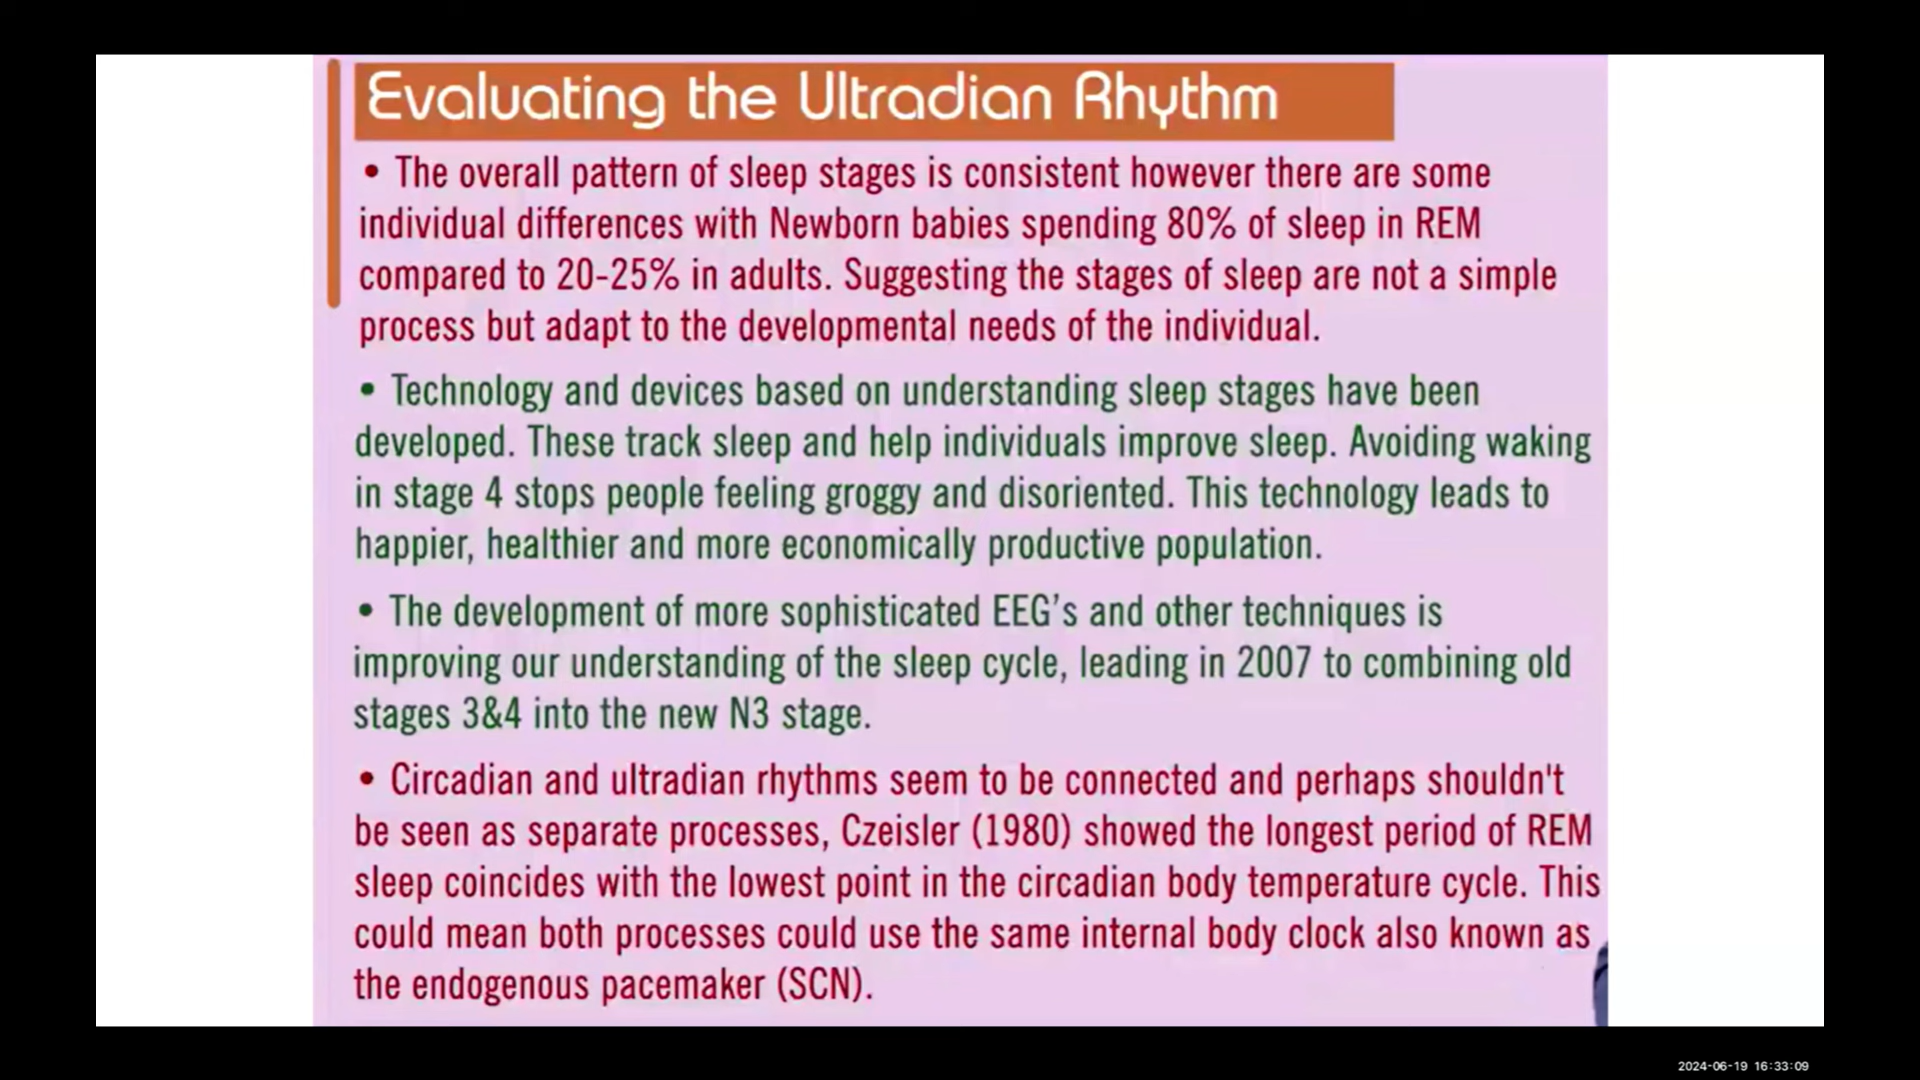 Evaluating the Ultradian Rhythm
• The overall pattern of sleep stages is consistent however there are some
individual differences with Newborn babies spending 80% of sleep in REM
compared to 20-25% in adults. Suggesting the stages of sleep are not a simple
process but adapt to the developmental needs of the individual.
• Technology and devices based on understanding sleep stages have been
developed. These track sleep and help individuals improve sleep. Avoiding waking
in stage 4 stops people feeling groggy and disoriented. This technology leads to
happier, healthier and more economically productive population.
• The development of more sophisticated EEG's and other techniques is
improving our understanding of the sleep cycle, leading in 2007 to combining old
stages 3&4 into the new N3 stage.
• Circadian and ultradian rhythms seem to be connected and perhaps shouldn't
be seen as separate processes, Czeisler (1980) showed the longest period of REM
sleep coincides with the lowest point in the circadian body temperature cycle. This
could mean both processes could use the same internal body clock also known as
the endogenous pacemaker (SCN).
2024-06-19 16:33:09